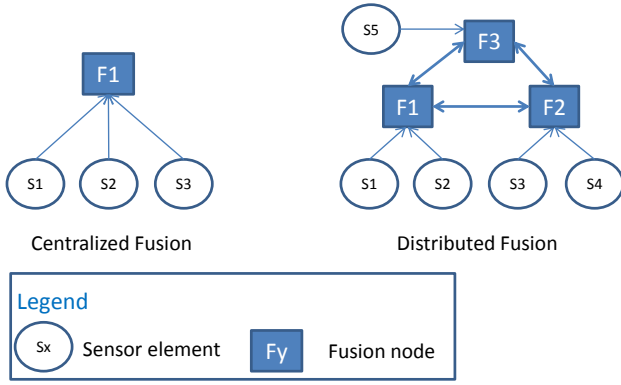 S5
F3
F1
F1
F2
S1
S2
S3
S1
S2
S3
S4
Centralized Fusion
Distributed Fusion
Legend
Sx
Sensor element
Fy
Fusion node